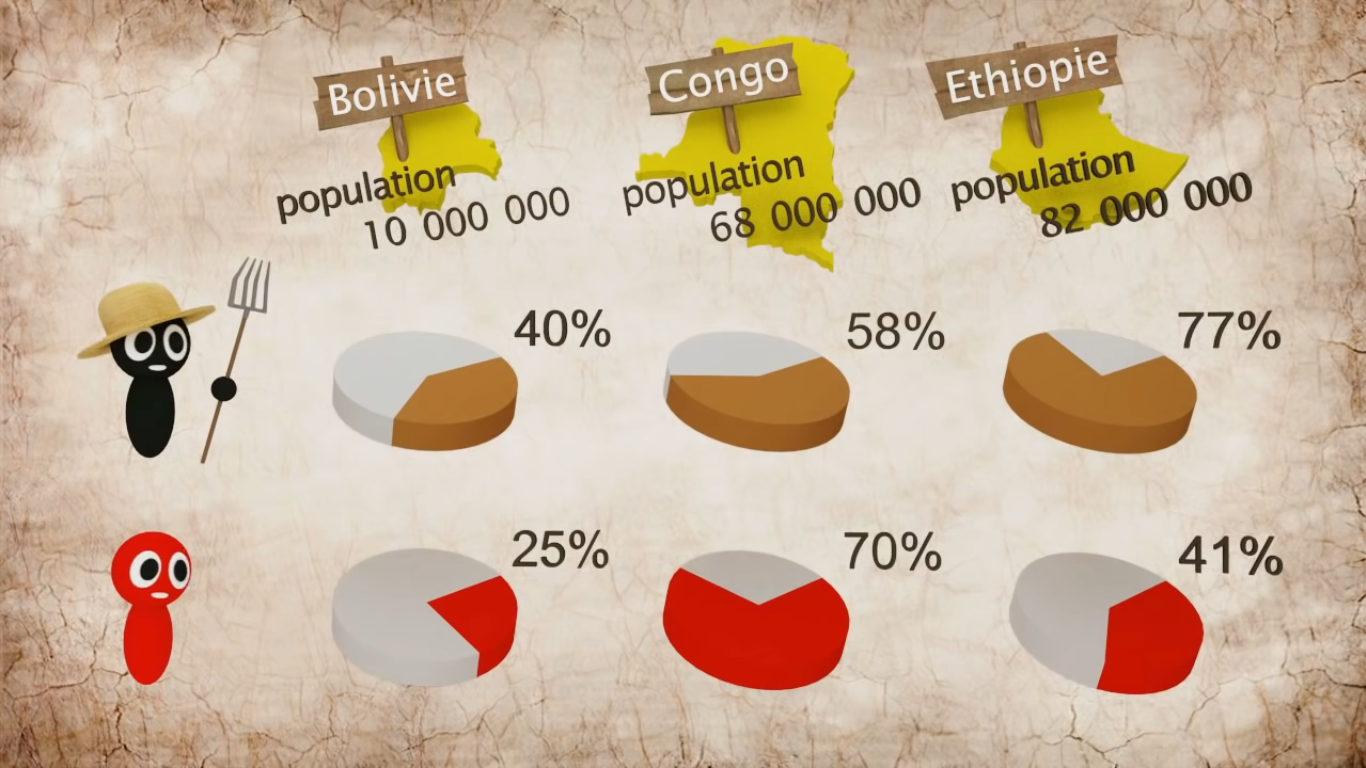 Bolivie
population
10 000 000
Congo
population
68 000 000
Ethiopie
population
82 000 000
40%
58%
77%
25%
70%
41%